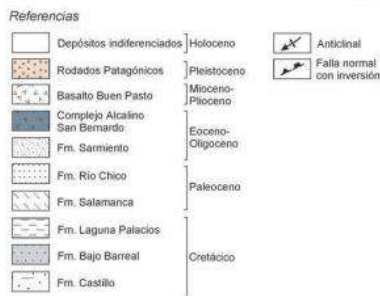 Referencias
Depósitos indiferenciados
Holoceno
Rodados Patagónicos
Pleistoceno
Basalto Buen Pasto
Mioceno-
Plioceno
Complejo Alcalino
San Bernardo
Fm. Sarmiento
Eoceno-
Oligoceno
Fm. Río Chico
Fm. Salamanca
Paleoceno
Fm. Laguna Palacios
Fm. Bajo Barreal
Fm. Castillo
Cretácico
Anticlinal
Falla normal
con inversión